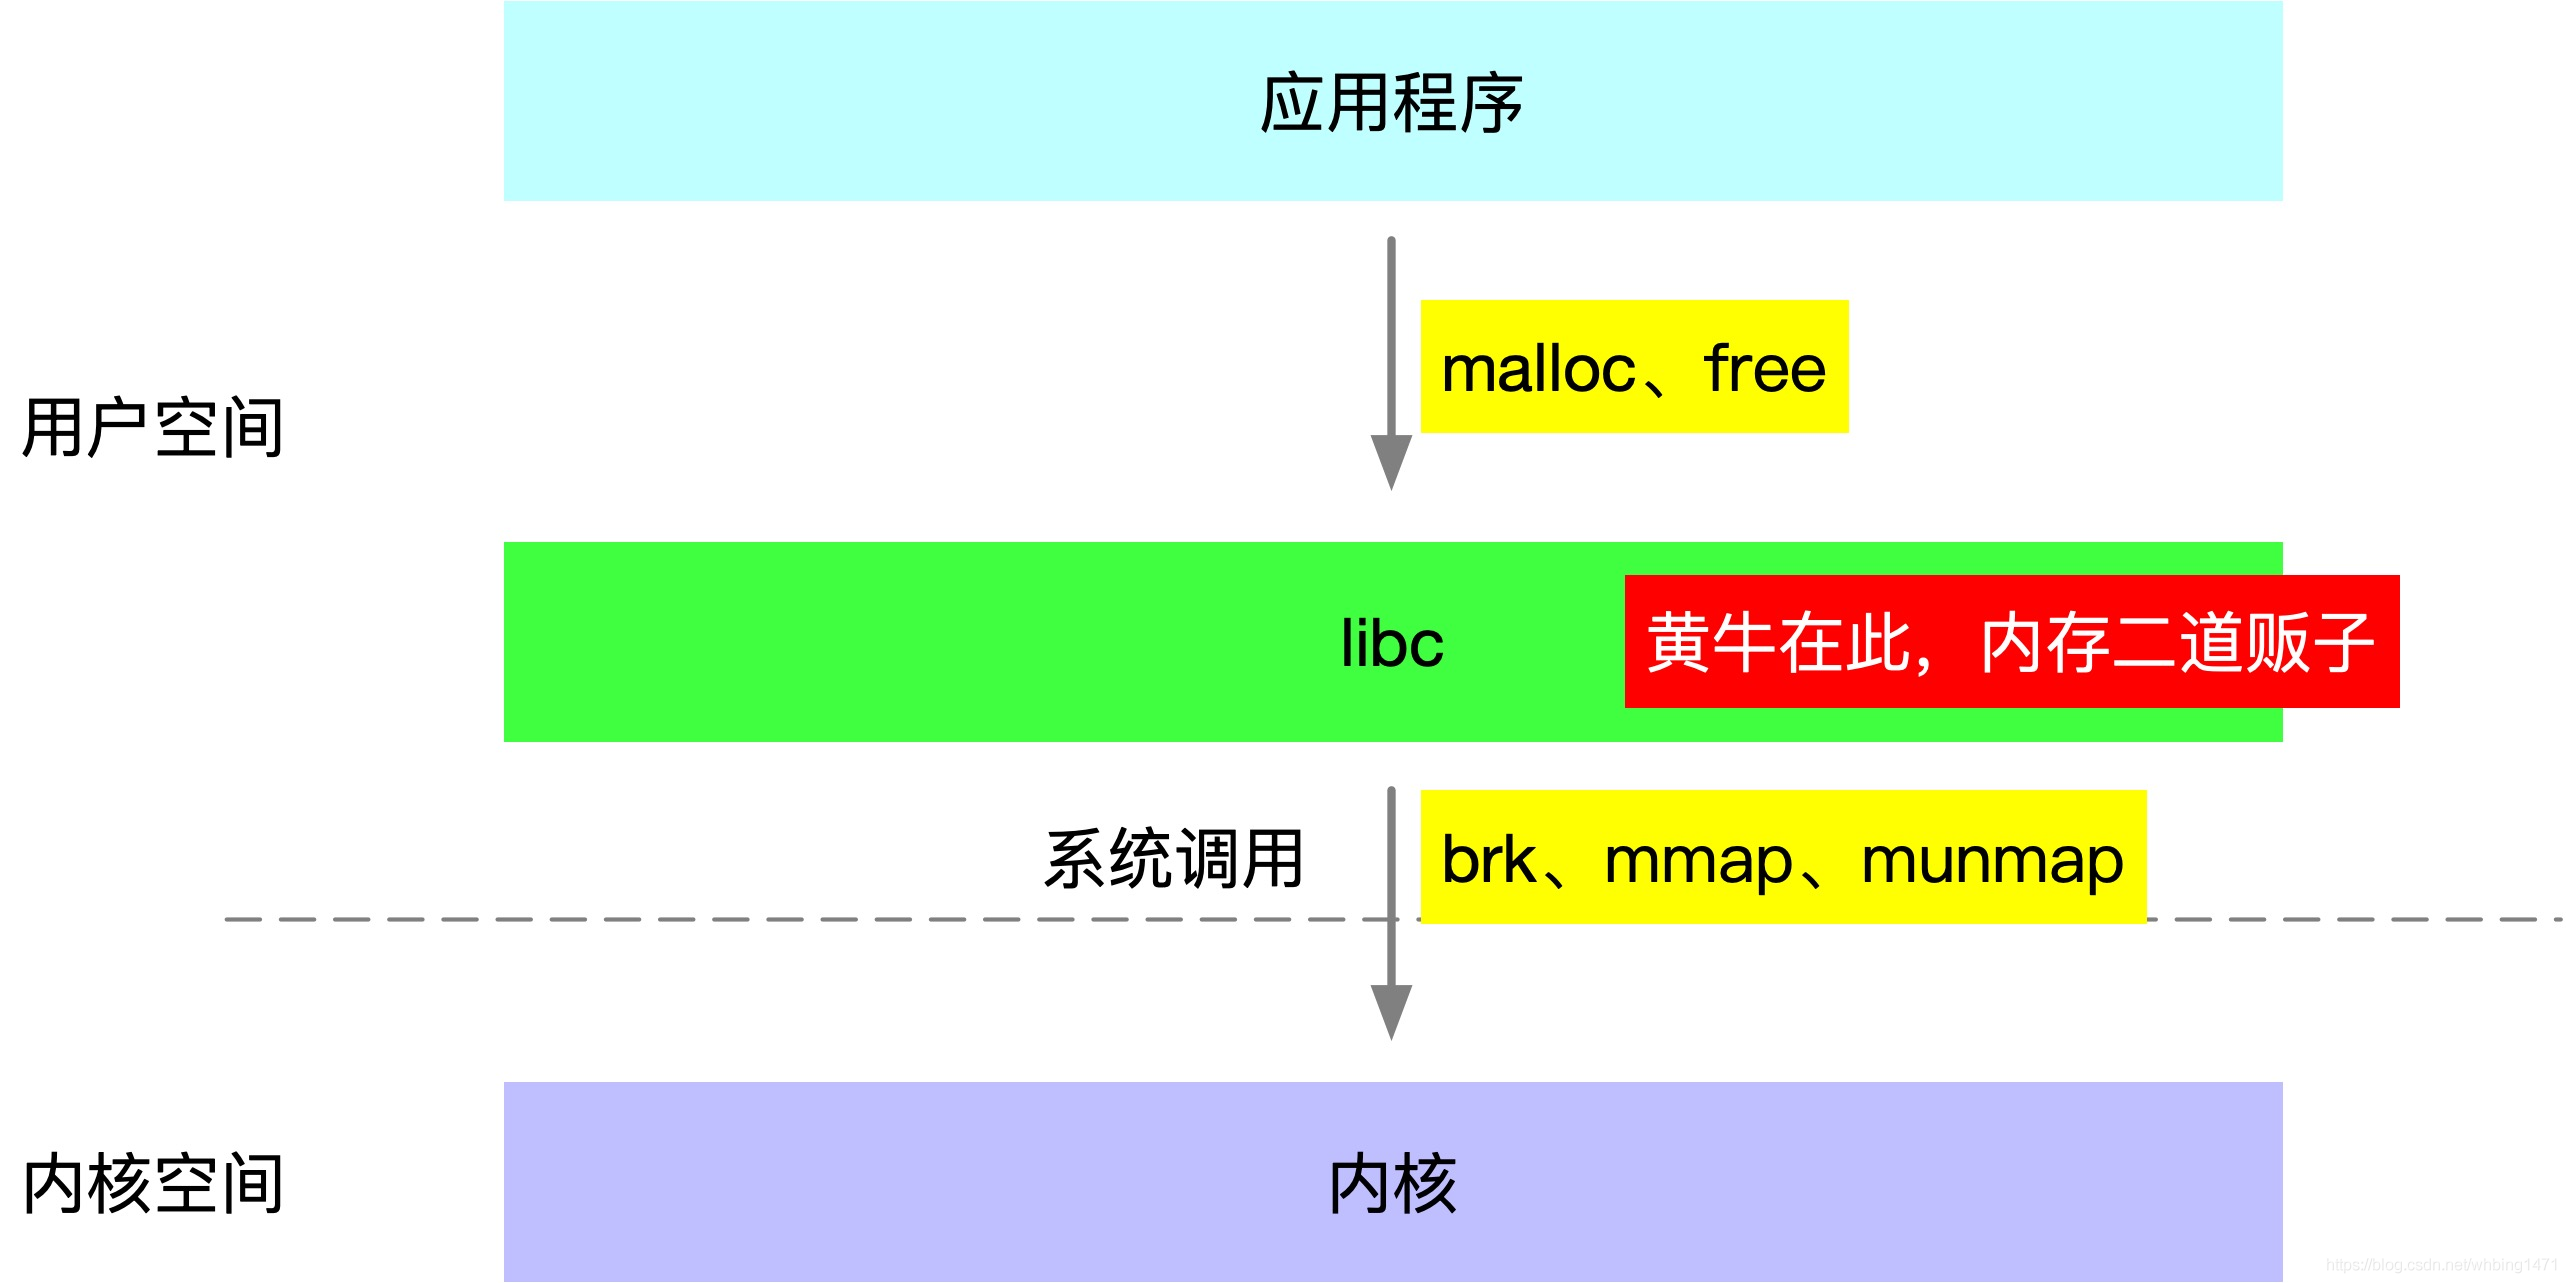 应用程序
malloc、free
用户空间
libc
黄牛在此，内存二道贩子
系统调用
brk、mmap、munmap
内核空间
内核
https://blog.csdn.net/whbing1471